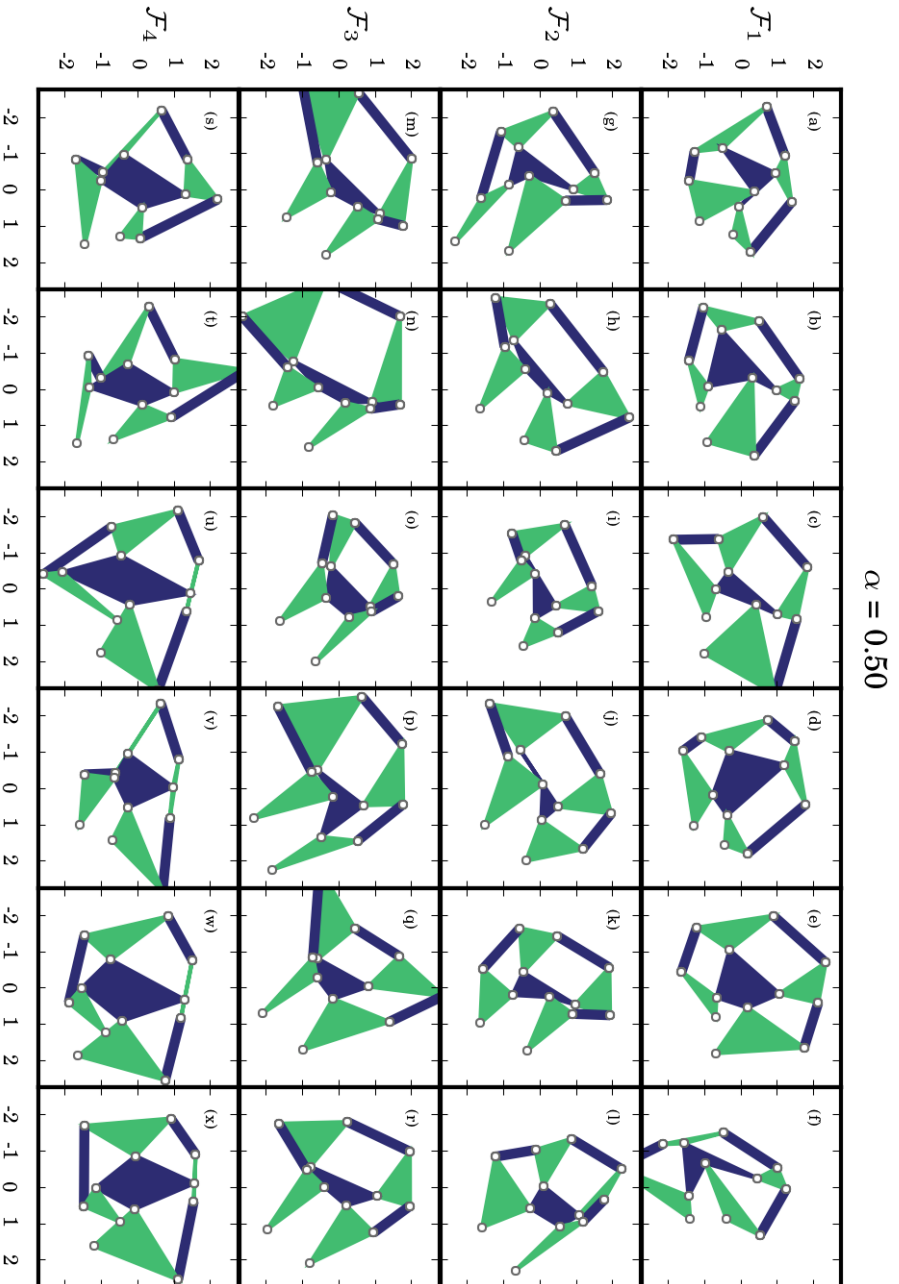 α = 0.50
(a) (b) (c) (d) (e) (f)
2
1
ℱ1 0
-1
-2
(g) (h) (i) (j) (k) (l)
2
1
ℱ2 0
-1
-2
(m) (n) (o) (p) (q) (r)
2
1
ℱ3 0
-1
-2
(s) (t) (u) (v) (w) (x)
2
1
ℱ4 0
-1
-2
-2 -1 0 1 2 -2 -1 0 1 2 -2 -1 0 1 2 -2 -1 0 1 2 -2 -1 0 1 2 -2 -1 0 1 2